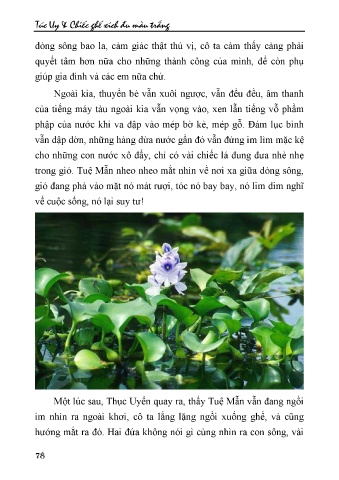 Túc Uy & Chiếc ghế xích đu màu trắng
dóng sông bao la, cảm giác thật thú vị, cô ta cảm thấy càng phải
quyết tâm hơn nữa cho những thành công của mình, để còn phụ
giúp gia đình và các em nữa chứ.
Ngoài kia, thuyền bè vẫn xuôi ngược, vẫn đều đều, âm thanh
của tiếng máy tàu ngoài kia vẫn vọng vào, xen lẫn tiếng vỗ phầm
phập của nước khi va đập vào mép bờ kè, mép gỗ. Đám lục bình
vẫn dập dờn, những hàng dừa nước gần đó vẫn đứng im lìm mặc kệ
cho những con nước xô đẩy, chỉ có vài chiếc lá đung đưa nhè nhẹ
trong gió. Tuệ Mẫn nheo nheo mắt nhìn về nơi xa giữa dòng sông,
gió đang phả vào mặt nó mát rượi, tóc nó bay bay, nó lim dim nghĩ
về cuộc sống, nó lại suy tư!
Một lúc sau, Thục Uyển quay ra, thấy Tuệ Mẫn vẫn đang ngồi
im nhìn ra ngoài khơi, cô ta lẳng lặng ngồi xuống ghế, và cũng
hướng mắt ra đó. Hai đứa không nói gì cùng nhìn ra con sông, vài
78